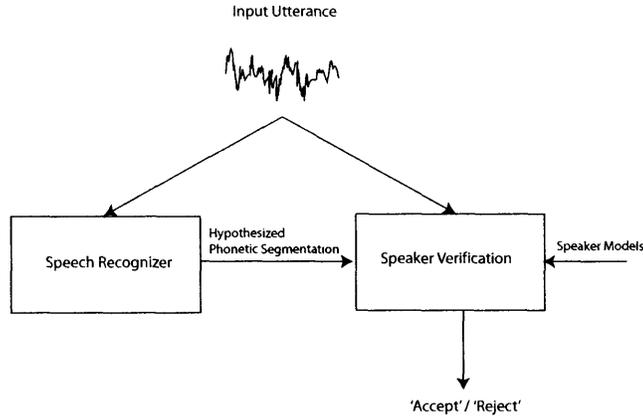 Input Utterance
Hypothesized
Phonetic Segmentation
Speech Recognizer
Speaker Verification
Speaker Models
'Accept' / 'Reject'